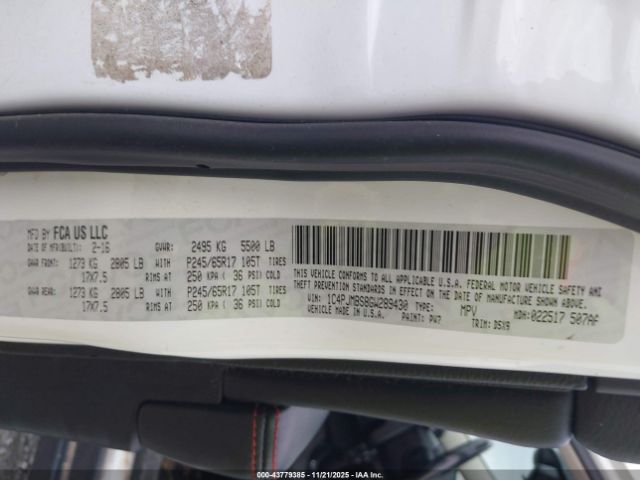 MFD BY FCA US LLC
DATE OF MFR(BUILT): 2-16
GVWR: 2495 KG 5500 LB
GAWR FRONT: 1273 KG 2805 LB WITH P245/65R17 105T TIRES
17X7.5 RIMS AT 250 KPA ( 36 PSI) COLD
GAWR REAR: 1273 KG 2805 LB WITH P245/65R17 105T TIRES
17X7.5 RIMS AT 250 KPA ( 36 PSI) COLD
THIS VEHICLE CONFORMS TO ALL APPLICABLE U.S.A. FEDERAL MOTOR VEHICLE SAFETY AND
THEFT PREVENTION STANDARDS IN EFFECT ON THE DATE OF MANUFACTURE SHOWN ABOVE.
VIN: 1C4PJMBS8GW289430 TYPE: MPV MDH: 022517 507AF
VEHICLE MADE IN U.S.A. PAINT: PW7 TRIM: D5X9
00-43779385 - 11/21/2025 - IAA Inc.